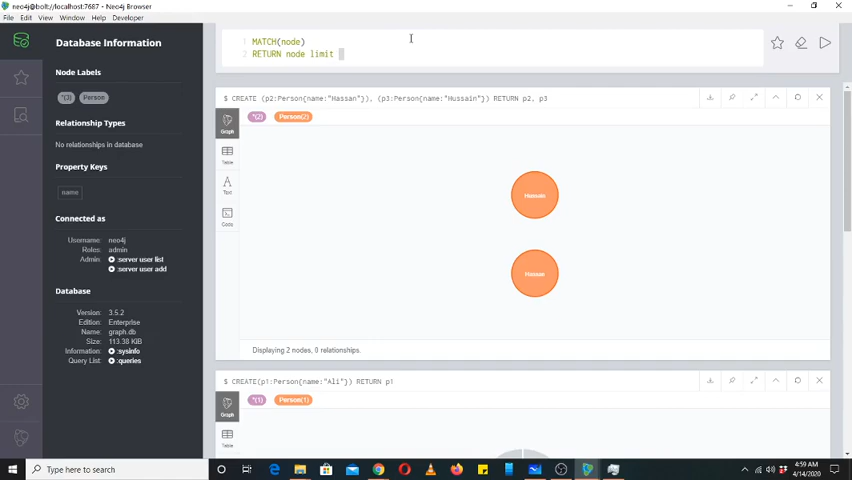 neo4j@bolt://localhost:7687 - Neo4j Browser
File Edit View Window Help Developer
Database Information
Node Labels
*(3) Person
Relationship Types
No relationships in database
Property Keys
name
Connected as
Username: neo4j
Roles: admin
Admin: :server user list
:server user add
Database
Version: 3.5.2
Edition: Enterprise
Name: graph.db
Size: 113.38 KiB
Information: :sysinfo
Query List: :queries
1 MATCH(node)
2 RETURN node limit
$ CREATE (p2:Person{name:"Hassan"}), (p3:Person{name:"Hussain"}) RETURN p2, p3
*(2) Person(2)
Graph
Table
Text
Code
Hussain
Hassan
Displaying 2 nodes, 0 relationships.
$ CREATE(p1:Person{name:"Ali"}) RETURN p1
*(1) Person(1)
Graph
Table
Type here to search
4:59 AM
4/14/2020